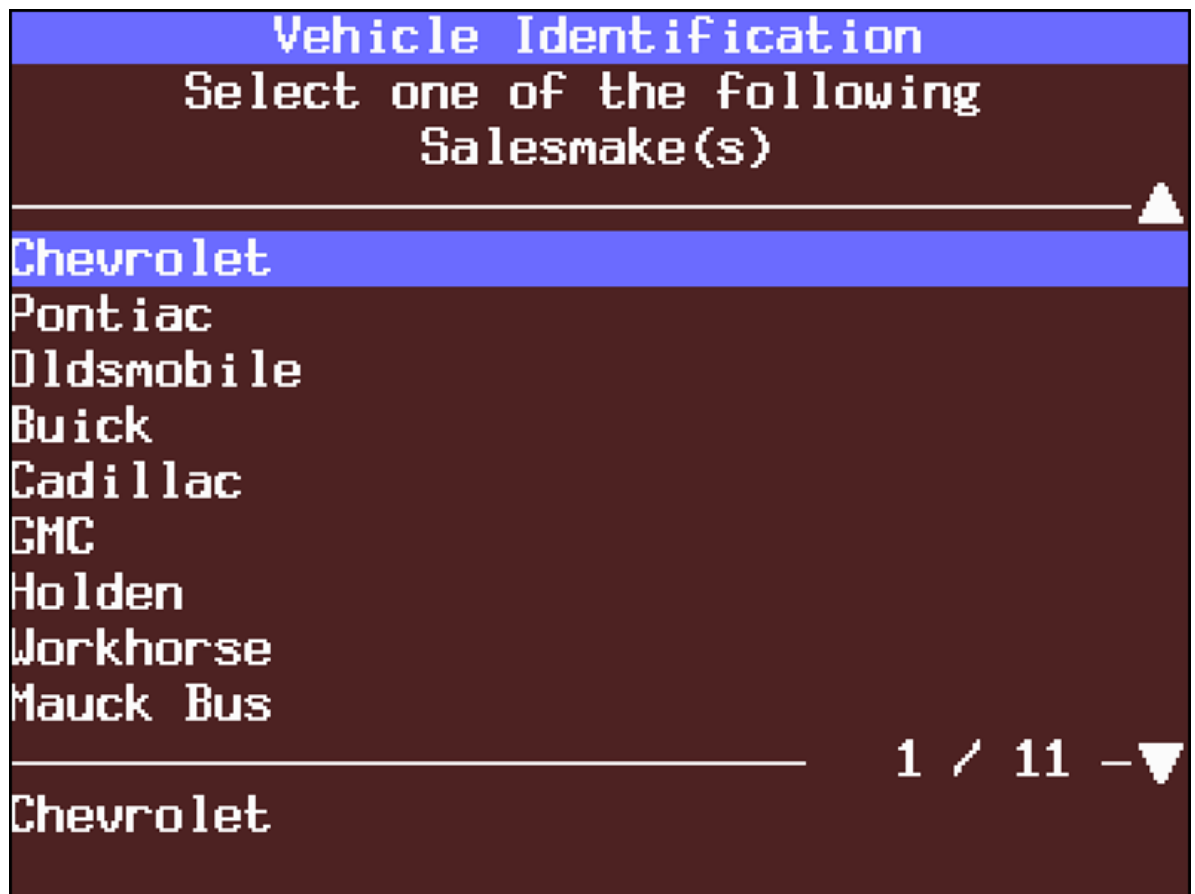 Vehicle Identification
Select one of the following
Salesmake(s)
Chevrolet
Pontiac
Oldsmobile
Buick
Cadillac
GMC
Holden
Workhorse
Mauck Bus
1 / 11
Chevrolet